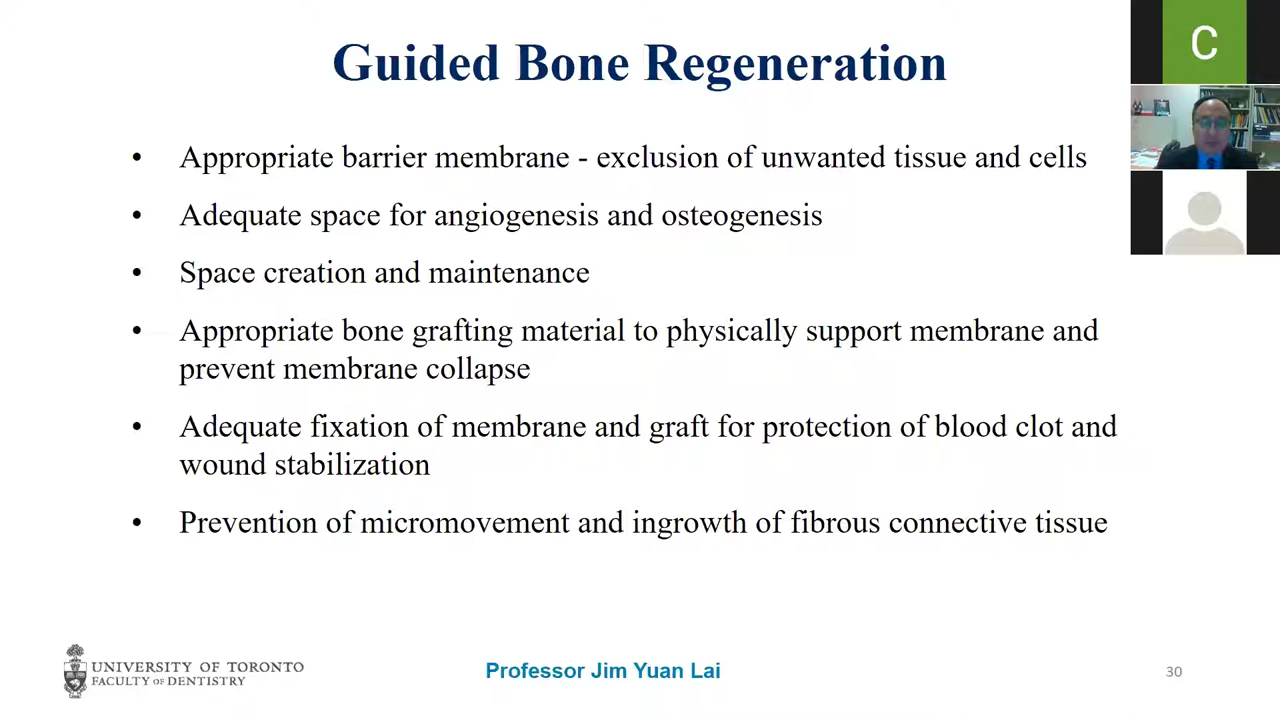 Guided Bone Regeneration
C
• Appropriate barrier membrane - exclusion of unwanted tissue and cells
• Adequate space for angiogenesis and osteogenesis
• Space creation and maintenance
• Appropriate bone grafting material to physically support membrane and
prevent membrane collapse
• Adequate fixation of membrane and graft for protection of blood clot and
wound stabilization
• Prevention of micromovement and ingrowth of fibrous connective tissue
UNIVERSITY OF TORONTO
FACULTY OF DENTISTRY
Professor Jim Yuan Lai
30